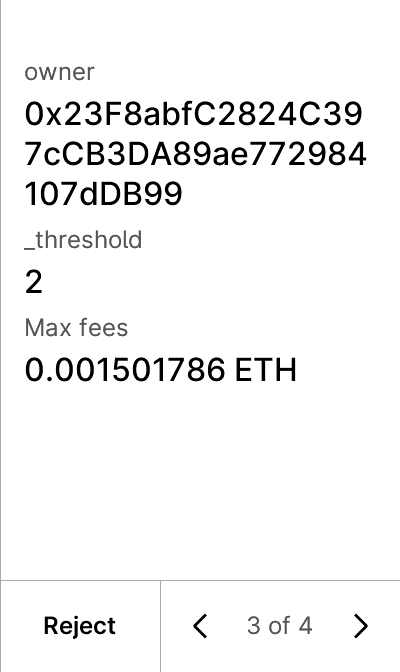 owner
0x23F8abfC2824C39
7cCB3DA89ae772984
107dDB99
_threshold
2
Max fees
0.001501786 ETH
Reject
3 of 4